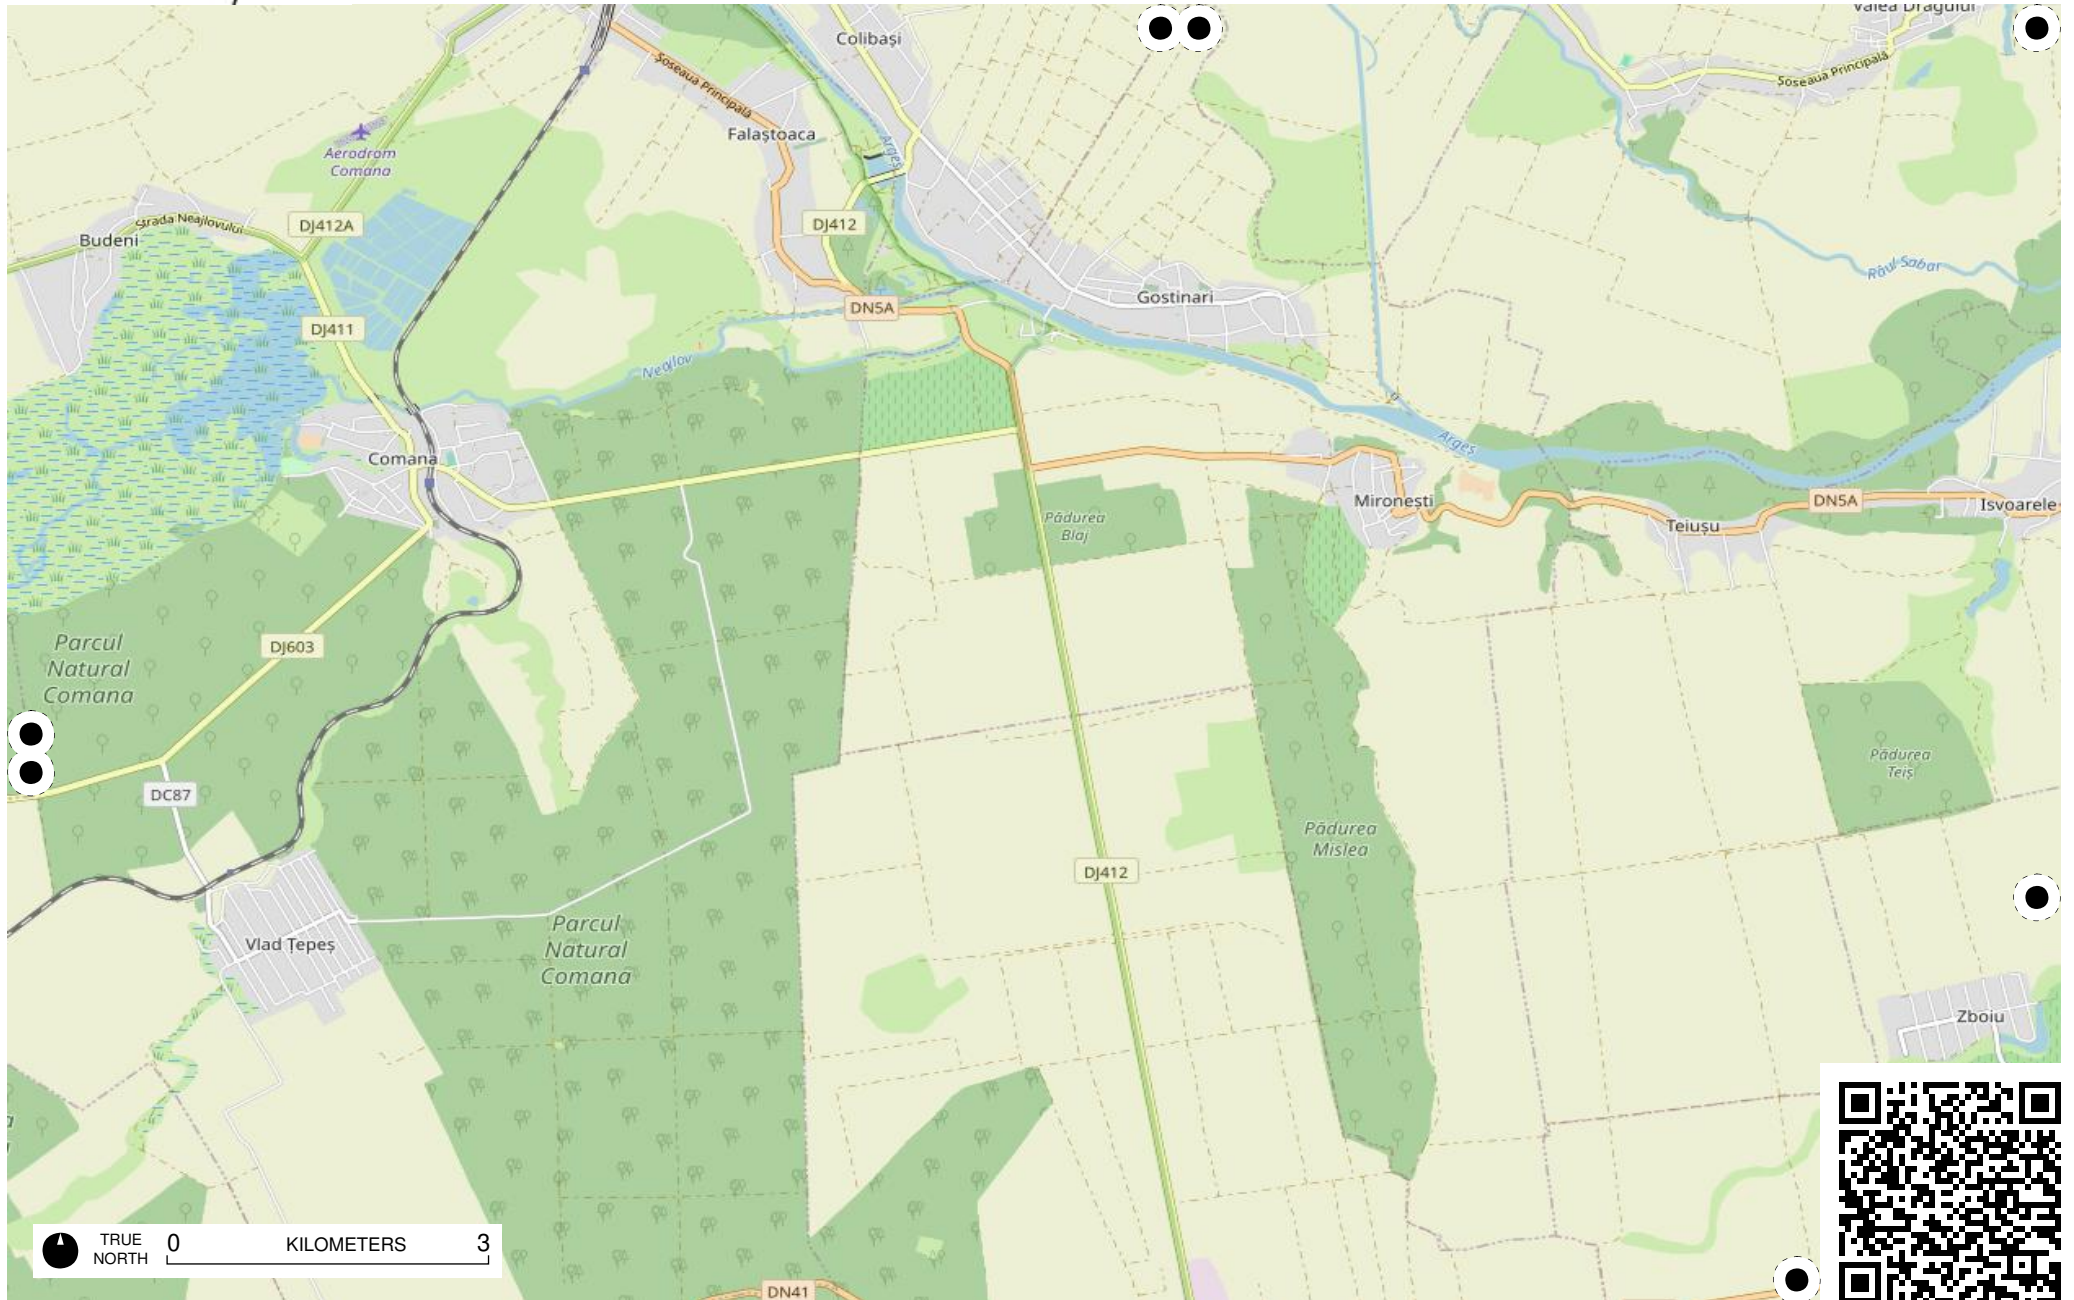 Valea Dragului
Colibași
Șoseaua Principală
Șoseaua Principală
Falaștoaca
Argeș
Aerodrom
Comana
Strada Neajlovului
DJ412A
DJ412
Budeni
Râul Sabar
Gostinari
DN5A
DJ411
Neajlov
Argeș
Comana
Mironești
DN5A
Isvoarele
Pădurea
Blaj
Teiușu
Parcul
Natural
Comana
DJ603
Pădurea
Teiș
DC87
Pădurea
Mislea
DJ412
Parcul
Natural
Comana
Vlad Țepeș
Zboiu
TRUE
NORTH
0 KILOMETERS 3
DN41